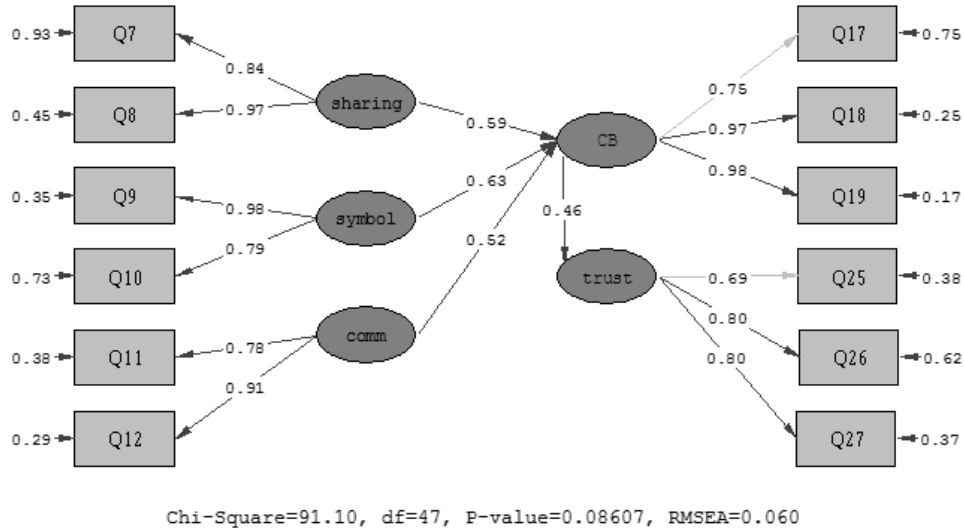 0.93 Q7 Q17 0.75
0.84
sharing 0.75
0.45 Q8 0.97 0.59 CB 0.97 Q18 0.25
0.63 0.98
0.35 Q9 0.98 symbol 0.46 Q19 0.17
0.79 0.52
0.73 Q10 trust 0.69 Q25 0.38
0.80
0.38 Q11 0.78 comm 0.80 Q26 0.62
0.91
0.29 Q12 Q27 0.37
Chi-Square=91.10, df=47, P-value=0.08607, RMSEA=0.060